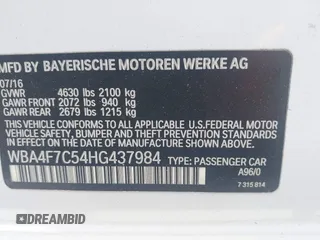 MFD BY BAYERISCHE MOTOREN WERKE AG
07/16
GVWR 4630 lbs 2100 kg
GAWR FRONT 2072 lbs 940 kg
GAWR REAR 2679 lbs 1215 kg
THIS VEHICLE CONFORMS TO ALL APPLICABLE U.S.FEDERAL MOTOR
VEHICLE SAFETY, BUMPER, AND THEFT PREVENTION STANDARDS IN
EFFECT ON THE DATE OF MANUFACTURE SHOWN ABOVE.
WBA4F7C54HG437984 TYPE: PASSENGER CAR
A96/0
7 315 814
OTOBIDMASTER.COM